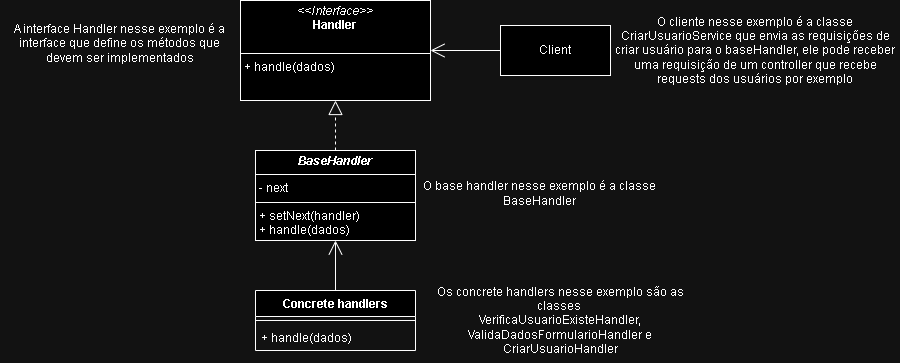 A interface Handler nesse exemplo é a
interface que define os métodos que
devem ser implementados
<<Interface>>
Handler
+ handle(dados)
Client
O cliente nesse exemplo é a classe
CriarUsuarioService que envia as requisições de
criar usuário para o baseHandler, ele pode receber
uma requisição de um controller que recebe
requests dos usuários por exemplo
BaseHandler
- next
+ setNext(handler)
+ handle(dados)
O base handler nesse exemplo é a classe
BaseHandler
Concrete handlers
+ handle(dados)
Os concrete handlers nesse exemplo são as
classes
VerificaUsuarioExisteHandler,
ValidaDadosFormularioHandler e
CriarUsuarioHandler